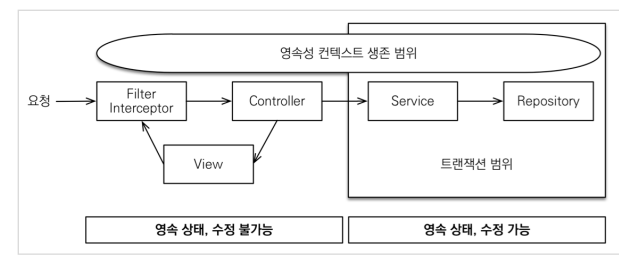 영속성 컨텍스트 생존 범위
요청
Filter
Interceptor
Controller
Service
Repository
View
트랜잭션 범위
영속 상태, 수정 불가능
영속 상태, 수정 가능